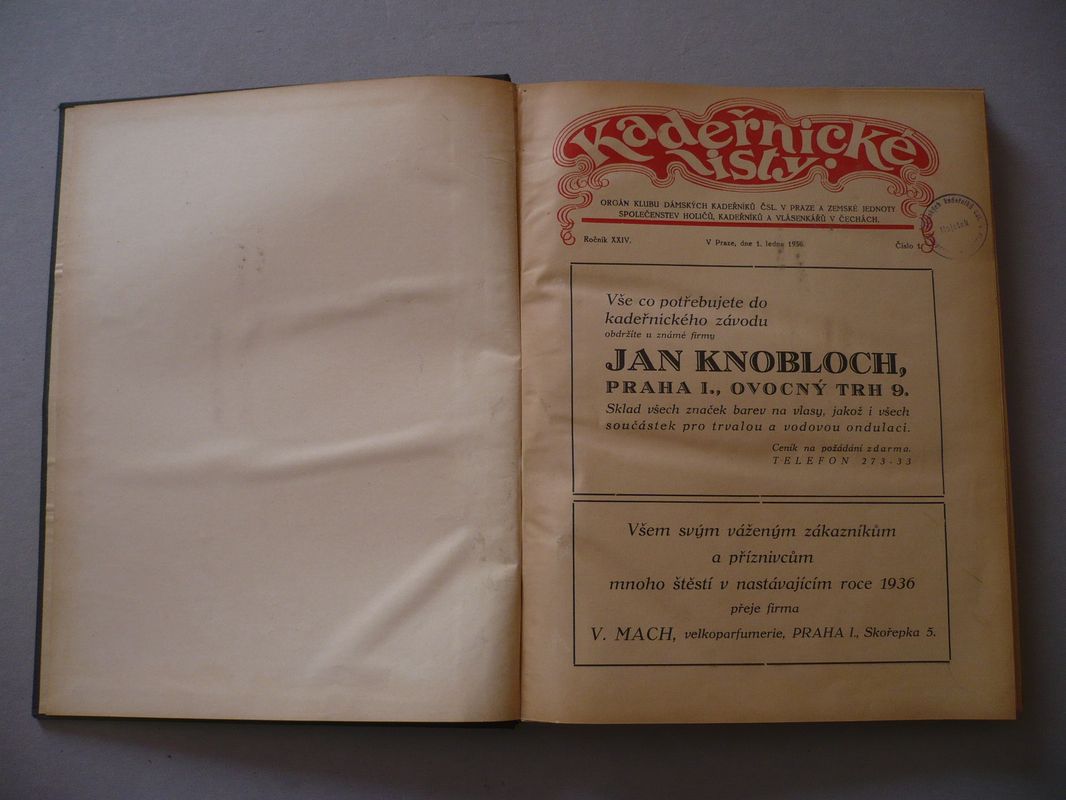 Kadeřnické
listy.
ORGÁN KLUBU DÁMSKÝCH KADEŘNÍKŮ ČSL. V PRAZE A ZEMSKÉ JEDNOTY
SPOLEČENSTEV HOLIČŮ, KADEŘNÍKŮ A VLÁSENKÁŘŮ V ČECHÁCH.
Ročník XXIV. V Praze, dne 1. ledna 1936. Číslo 1.
Majetek
Vše co potřebujete do
kadeřnického závodu
obdržíte u známé firmy
JAN KNOBLOCH,
PRAHA I., OVOCNÝ TRH 9.
Sklad všech značek barev na vlasy, jakož i všech
součástek pro trvalou a vodovou ondulaci.
Ceník na požádání zdarma.
TELEFON 273-33
Všem svým váženým zákazníkům
a příznivcům
mnoho štěstí v nastávajícím roce 1936
přeje firma
V. MACH, velkoparfumerie, PRAHA I., Skořepka 5.